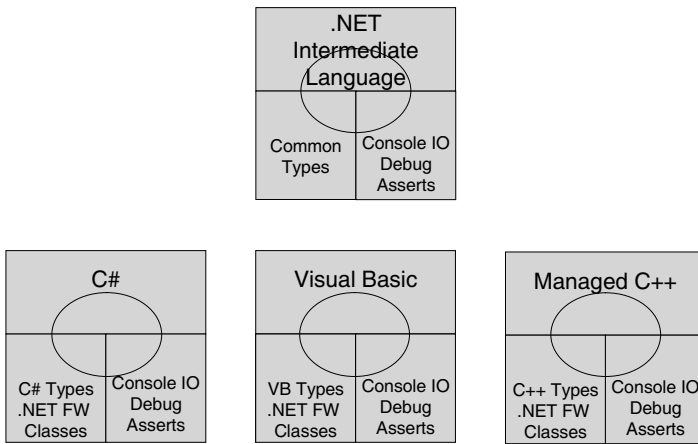 .NET
Intermediate
Language
Common
Types
Console IO
Debug
Asserts
C#
C# Types
.NET FW
Classes
Console IO
Debug
Asserts
Visual Basic
VB Types
.NET FW
Classes
Console IO
Debug
Asserts
Managed C++
C++ Types
.NET FW
Classes
Console IO
Debug
Asserts